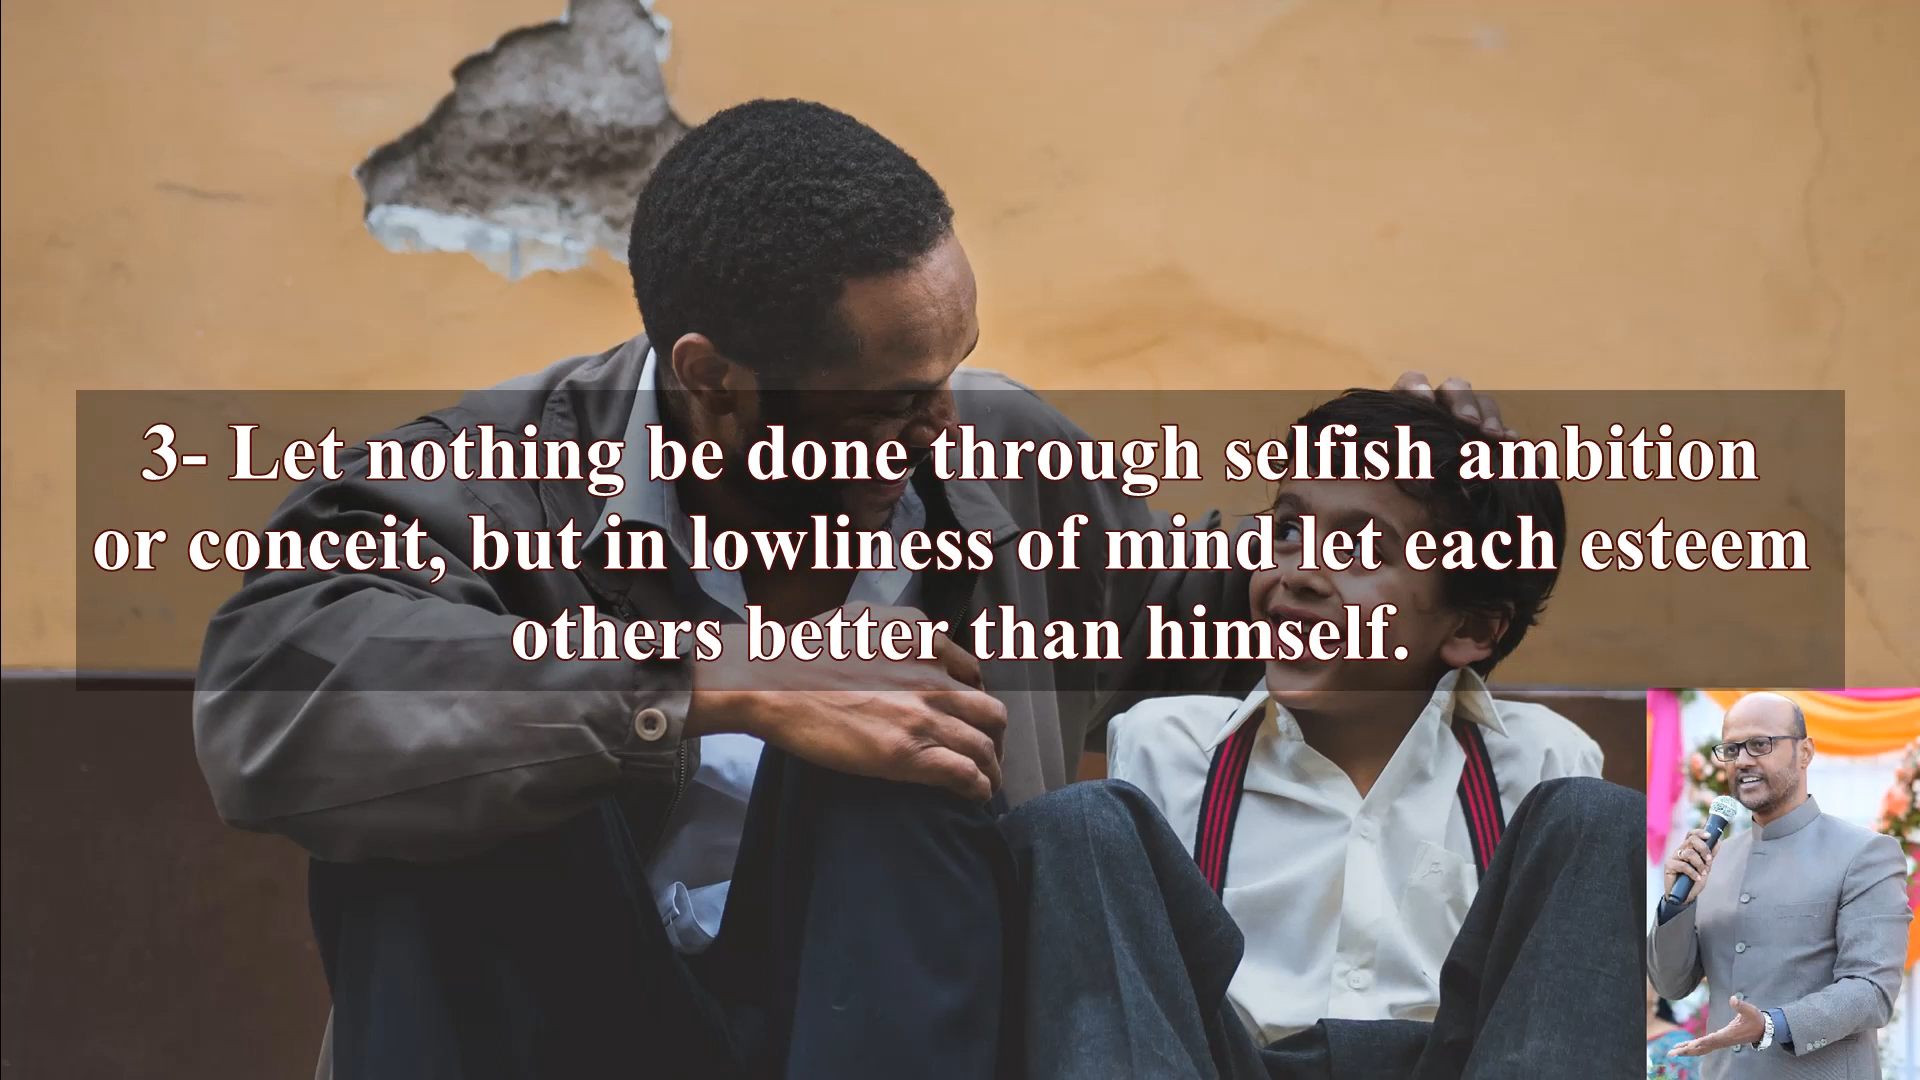 3- Let nothing be done through selfish ambition
or conceit, but in lowliness of mind let each esteem
others better than himself.